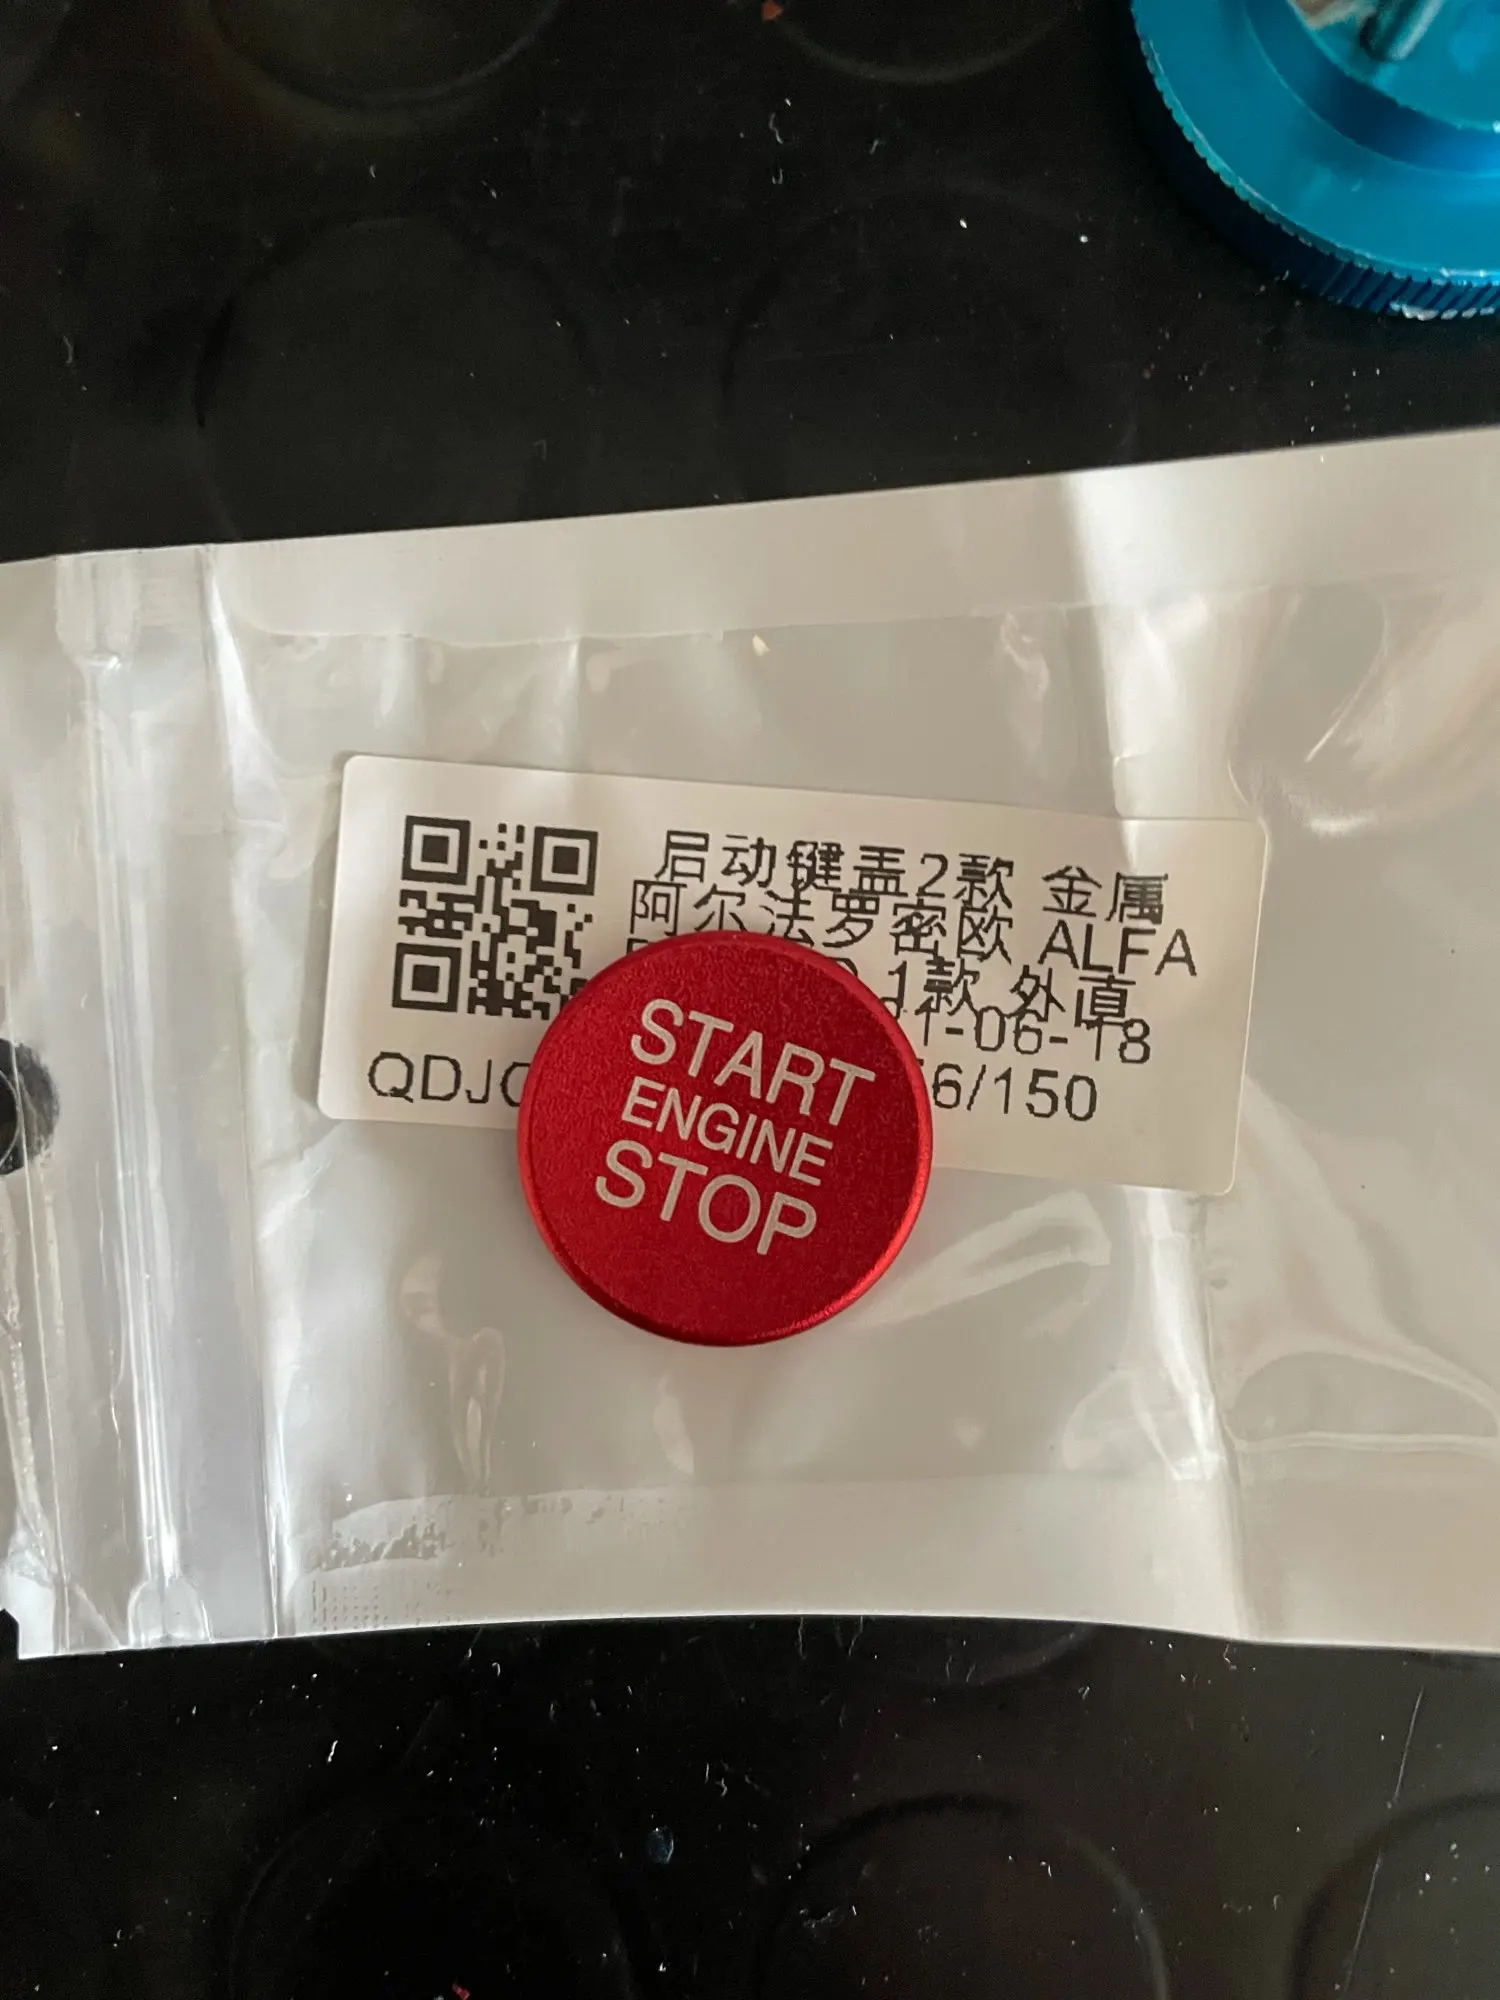 启动键盖2款 金属
阿尔法罗密欧 ALFA
1款 外直
1-06-18
QDJC
6/150
START
ENGINE
STOP